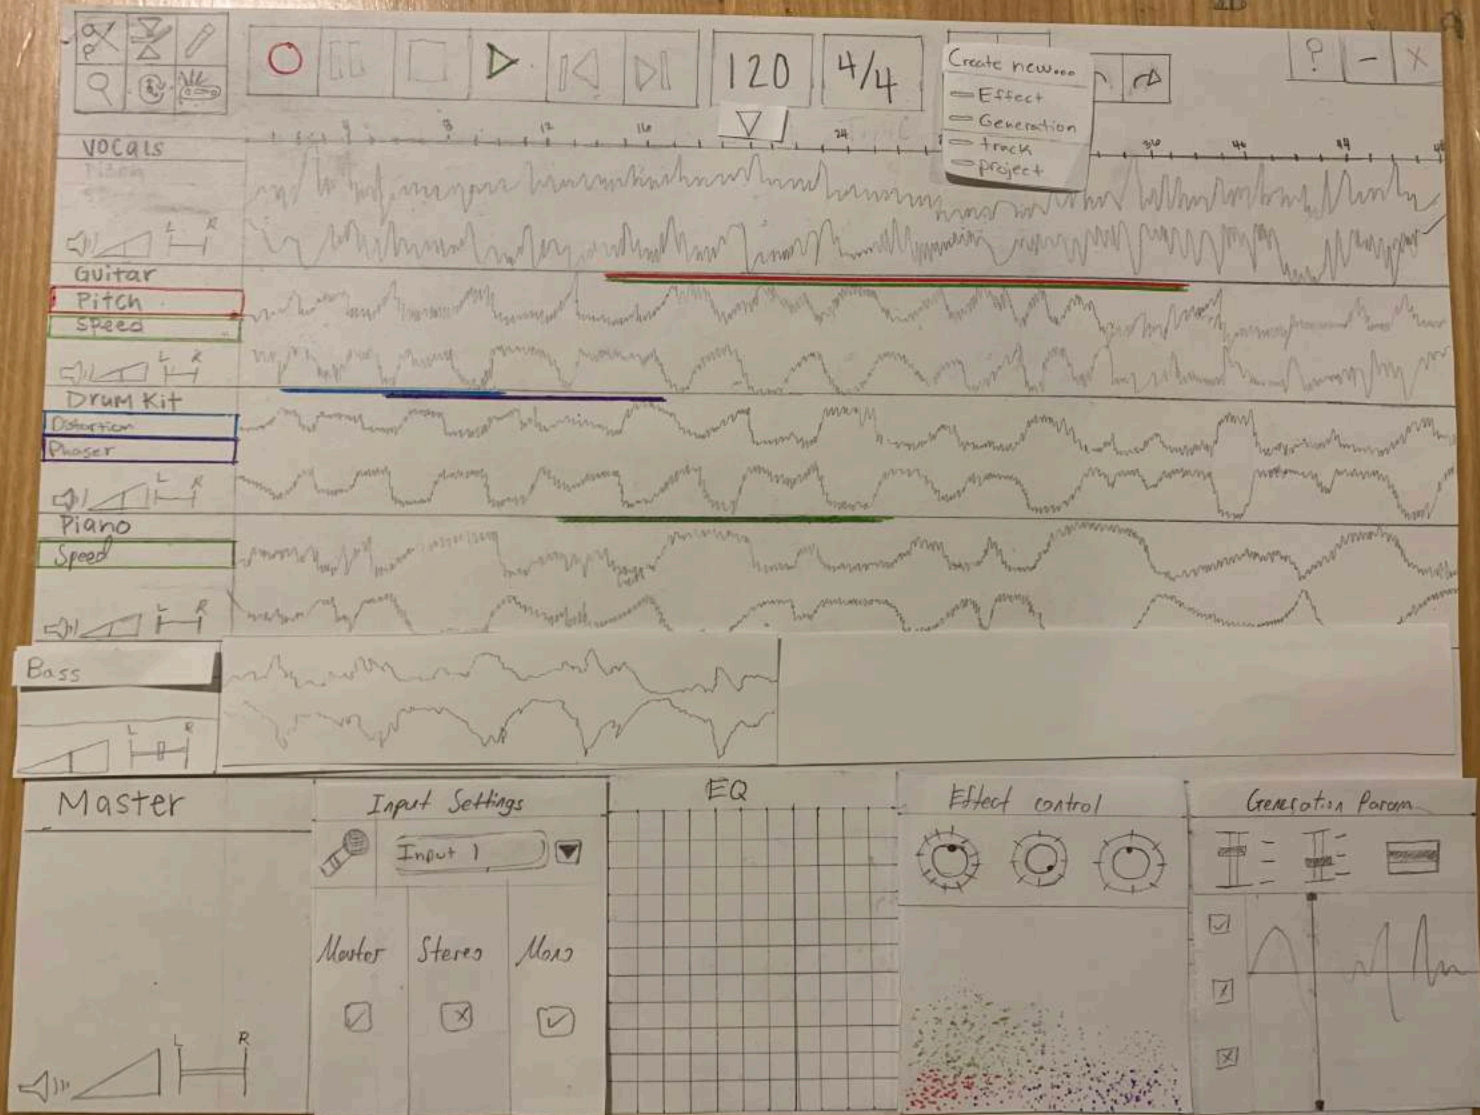 120
4/4
Create new...
Effect
Generation
track
project
?
8
12
16
24
36
40
44
Vocals
Pitch
L R
Guitar
Pitch
Speed
L R
Drum Kit
Distortion
Phaser
L R
Piano
Speed
L R
Bass
L R
Master
L R
Input Settings
Input 1
Master Stereo Mono
EQ
Effect control
Generation Param